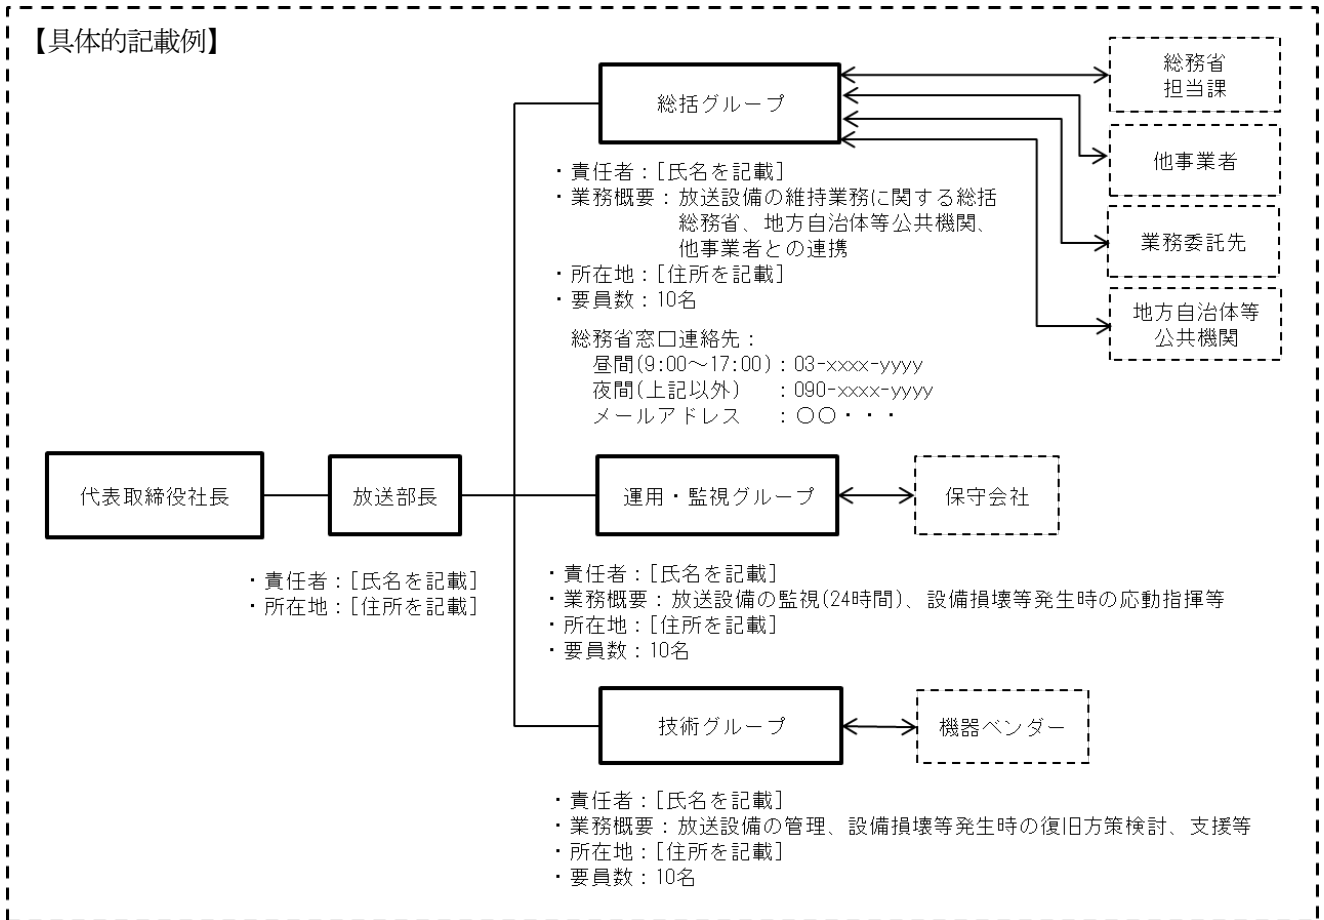 【具体的記載例】
総括グループ
総務省
担当課
他事業者
業務委託先
地方自治体等
公共機関
・責任者：[氏名を記載]
・業務概要：放送設備の維持業務に関する総括
総務省、地方自治体等公共機関、
他事業者との連携
・所在地：[住所を記載]
・要員数：10名
総務省窓口連絡先：
昼間(9:00～17:00)：03-xxxx-yyyy
夜間(上記以外)　：090-xxxx-yyyy
メールアドレス　：〇〇・・・
代表取締役社長
放送部長
運用・監視グループ
保守会社
・責任者：[氏名を記載]
・所在地：[住所を記載]
・責任者：[氏名を記載]
・業務概要：放送設備の監視(24時間)、設備損壊等発生時の応動指揮等
・所在地：[住所を記載]
・要員数：10名
技術グループ
機器ベンダー
・責任者：[氏名を記載]
・業務概要：放送設備の管理、設備損壊等発生時の復旧方策検討、支援等
・所在地：[住所を記載]
・要員数：10名